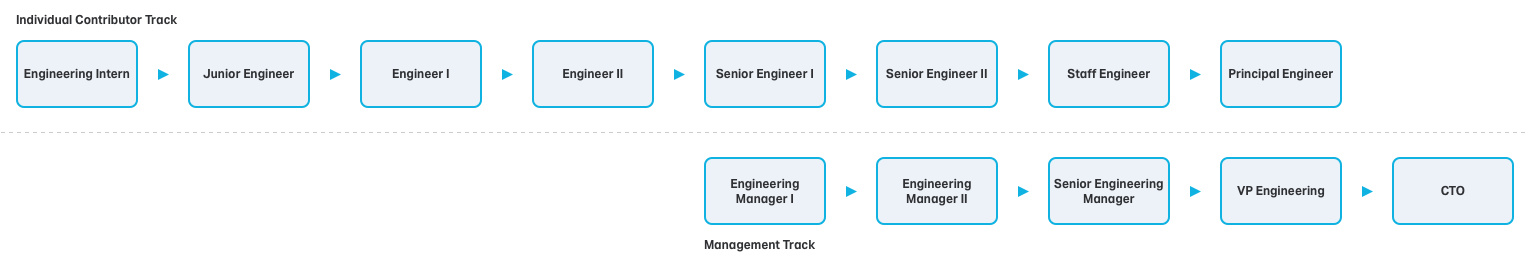 Individual Contributor Track
Engineering Intern
Junior Engineer
Engineer I
Engineer II
Senior Engineer I
Senior Engineer II
Staff Engineer
Principal Engineer
Engineering
Manager I
Engineering
Manager II
Senior Engineering
Manager
VP Engineering
CTO
Management Track